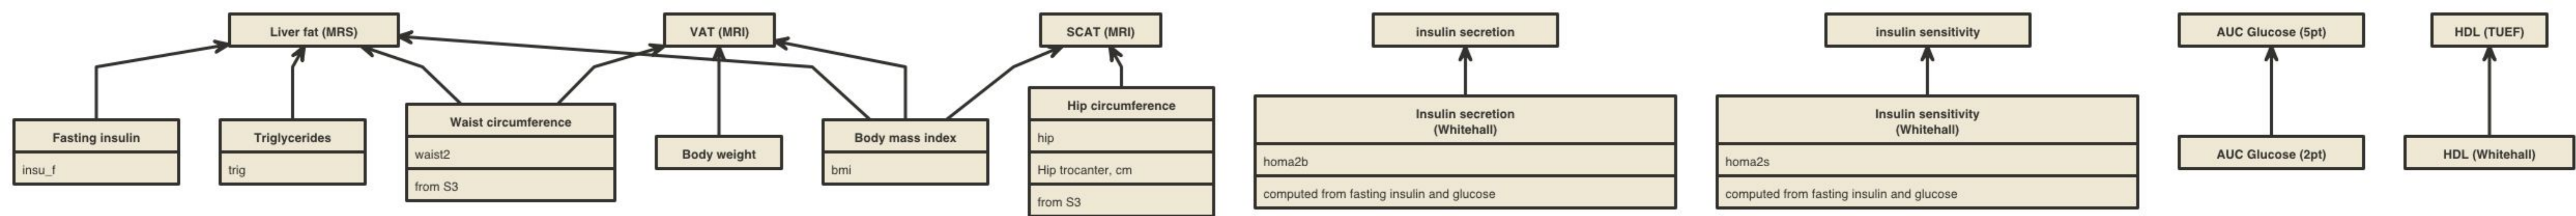 Liver fat (MRS)
VAT (MRI)
SCAT (MRI)
insulin secretion
insulin sensitivity
AUC Glucose (5pt)
HDL (TUEF)
Fasting insulin
insu_f
Triglycerides
trig
Waist circumference
waist2
from S3
Body weight
Body mass index
bmi
Hip circumference
hip
Hip trocanter, cm
from S3
Insulin secretion
(Whitehall)
homa2b
computed from fasting insulin and glucose
Insulin sensitivity
(Whitehall)
homa2s
computed from fasting insulin and glucose
AUC Glucose (2pt)
HDL (Whitehall)